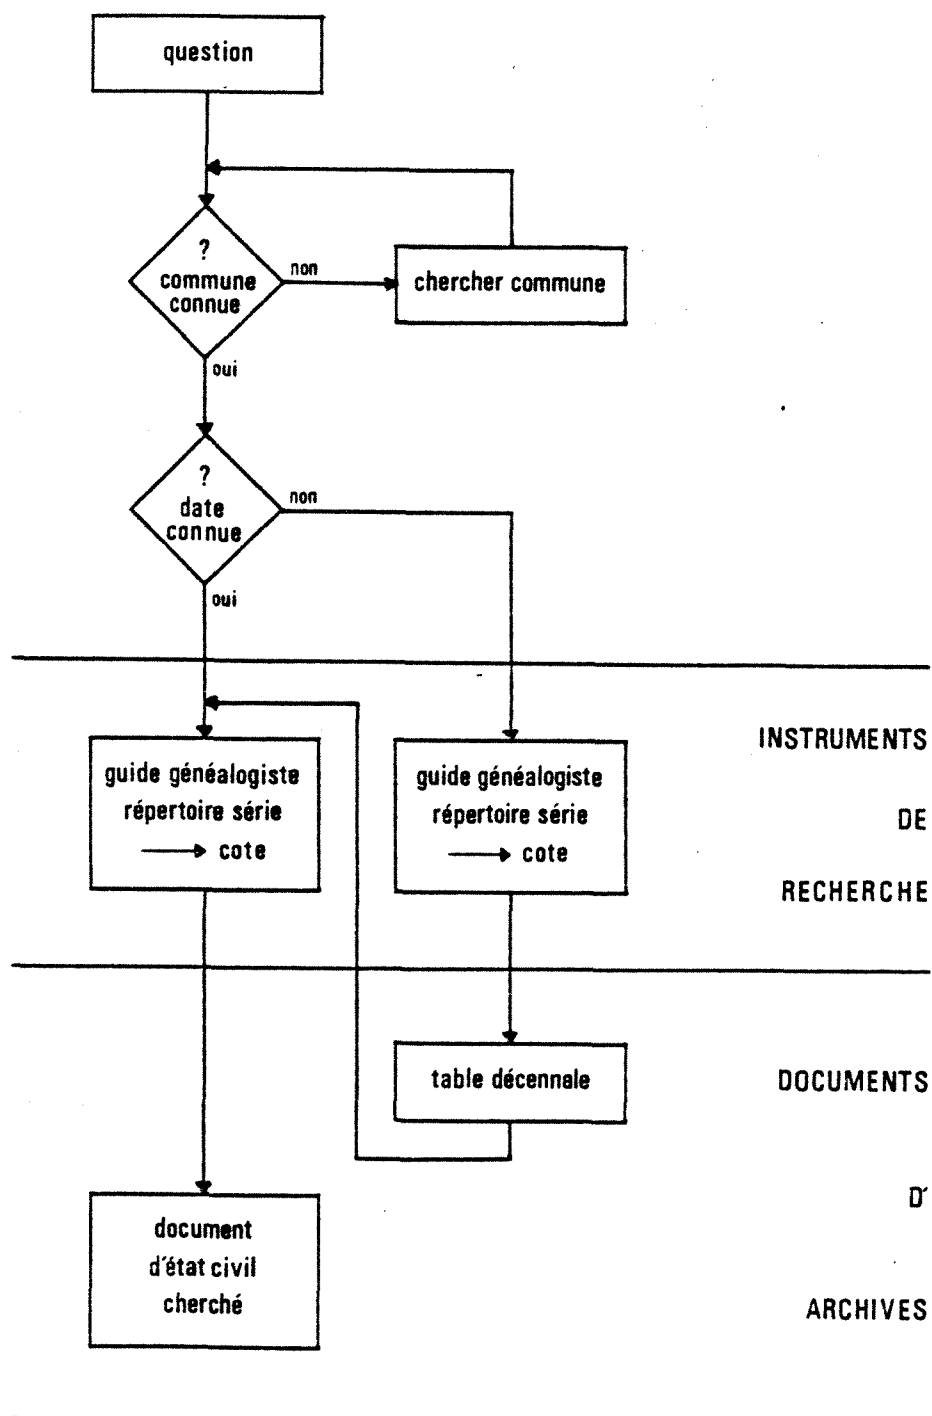 question
?
commune
connue
non
chercher commune
oui
?
date
connue
non
oui
INSTRUMENTS
DE
RECHERCHE
guide généalogiste
répertoire série
→ cote
guide généalogiste
répertoire série
→ cote
table décennale
DOCUMENTS
D'
ARCHIVES
document
d'état civil
cherché